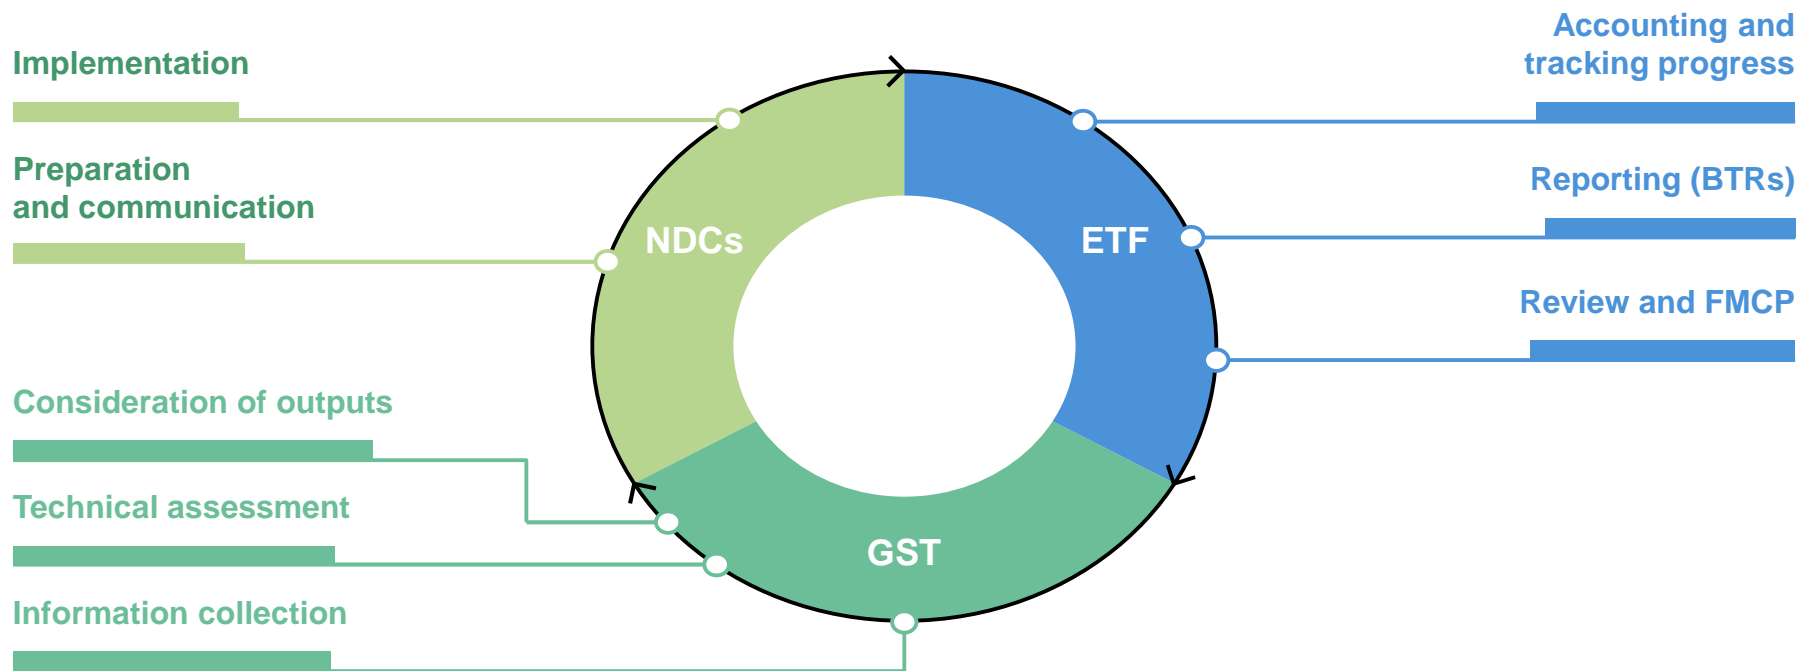 Implementation
Preparation
and communication
Consideration of outputs
Technical assessment
Information collection
NDCs
ETF
GST
Accounting and
tracking progress
Reporting (BTRs)
Review and FMCP